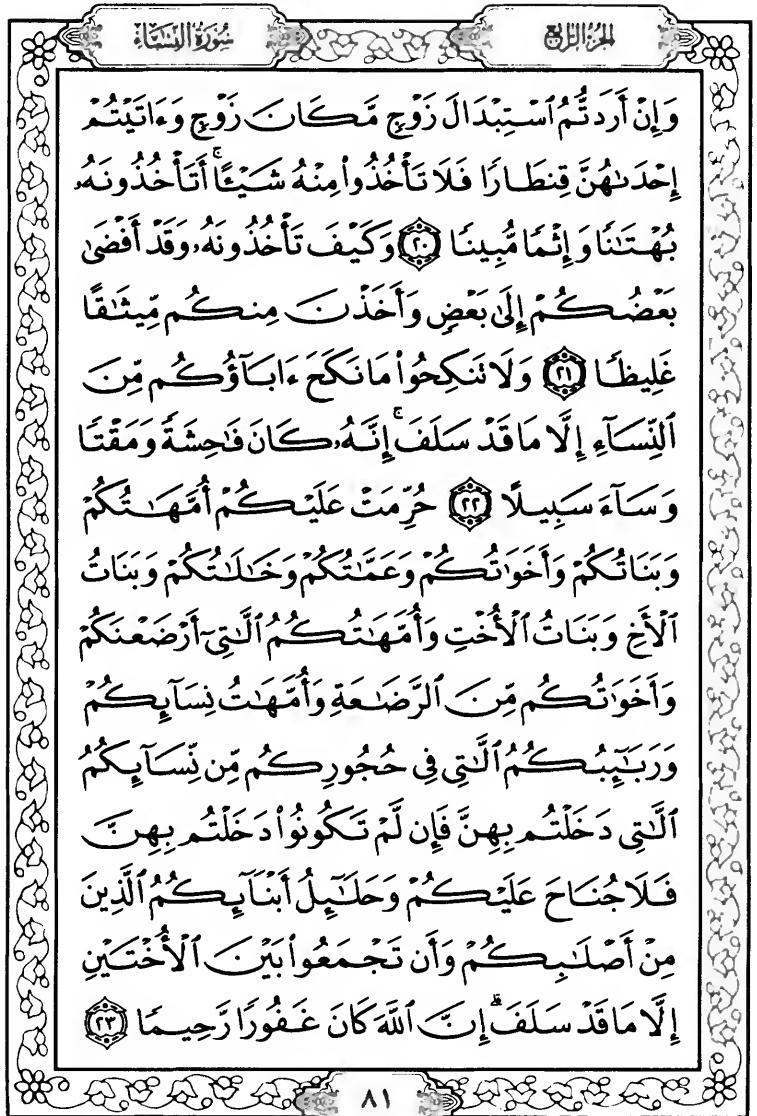 الجزء الرابع
سورة النساء
وَإِنْ أَرَدتُّمُ ٱسْتِبْدَالَ زَوْجٍ مَّكَانَ زَوْجٍ وَءَاتَيْتُمْ
إِحْدَىٰهُنَّ قِنطَارًا فَلَا تَأْخُذُوا۟ مِنْهُ شَيْـًٔا ۚ أَتَأْخُذُونَهُۥ
بُهْتَـٰنًا وَإِثْمًا مُّبِينًا ٢٠ وَكَيْفَ تَأْخُذُونَهُۥ وَقَدْ أَفْضَىٰ
بَعْضُكُمْ إِلَىٰ بَعْضٍ وَأَخَذْنَ مِنكُم مِّيثَـٰقًا
غَلِيظًا ٢١ وَلَا تَنكِحُوا۟ مَا نَكَحَ ءَابَآؤُكُم مِّنَ
ٱلنِّسَآءِ إِلَّا مَا قَدْ سَلَفَ ۚ إِنَّهُۥ كَانَ فَـٰحِشَةً وَمَقْتًا
وَسَآءَ سَبِيلًا ٢٢ حُرِّمَتْ عَلَيْكُمْ أُمَّهَـٰتُكُمْ
وَبَنَاتُكُمْ وَأَخَوَٰتُكُمْ وَعَمَّـٰتُكُمْ وَخَـٰلَـٰتُكُمْ وَبَنَاتُ
ٱلْأَخِ وَبَنَاتُ ٱلْأُخْتِ وَأُمَّهَـٰتُكُمُ ٱلَّـٰتِىٓ أَرْضَعْنَكُمْ
وَأَخَوَٰتُكُم مِّنَ ٱلرَّضَـٰعَةِ وَأُمَّهَـٰتُ نِسَآئِكُمْ
وَرَبَـٰٓئِبُكُمُ ٱلَّـٰتِى فِى حُجُورِكُم مِّن نِّسَآئِكُمُ
ٱلَّـٰتِى دَخَلْتُم بِهِنَّ فَإِن لَّمْ تَكُونُوا۟ دَخَلْتُم بِهِنَّ
فَلَا جُنَاحَ عَلَيْكُمْ وَحَلَـٰٓئِلُ أَبْنَآئِكُمُ ٱلَّذِينَ
مِنْ أَصْلَـٰبِكُمْ وَأَن تَجْمَعُوا۟ بَيْنَ ٱلْأُخْتَيْنِ
إِلَّا مَا قَدْ سَلَفَ ۗ إِنَّ ٱللَّهَ كَانَ غَفُورًا رَّحِيمًا ٢٣
٨١